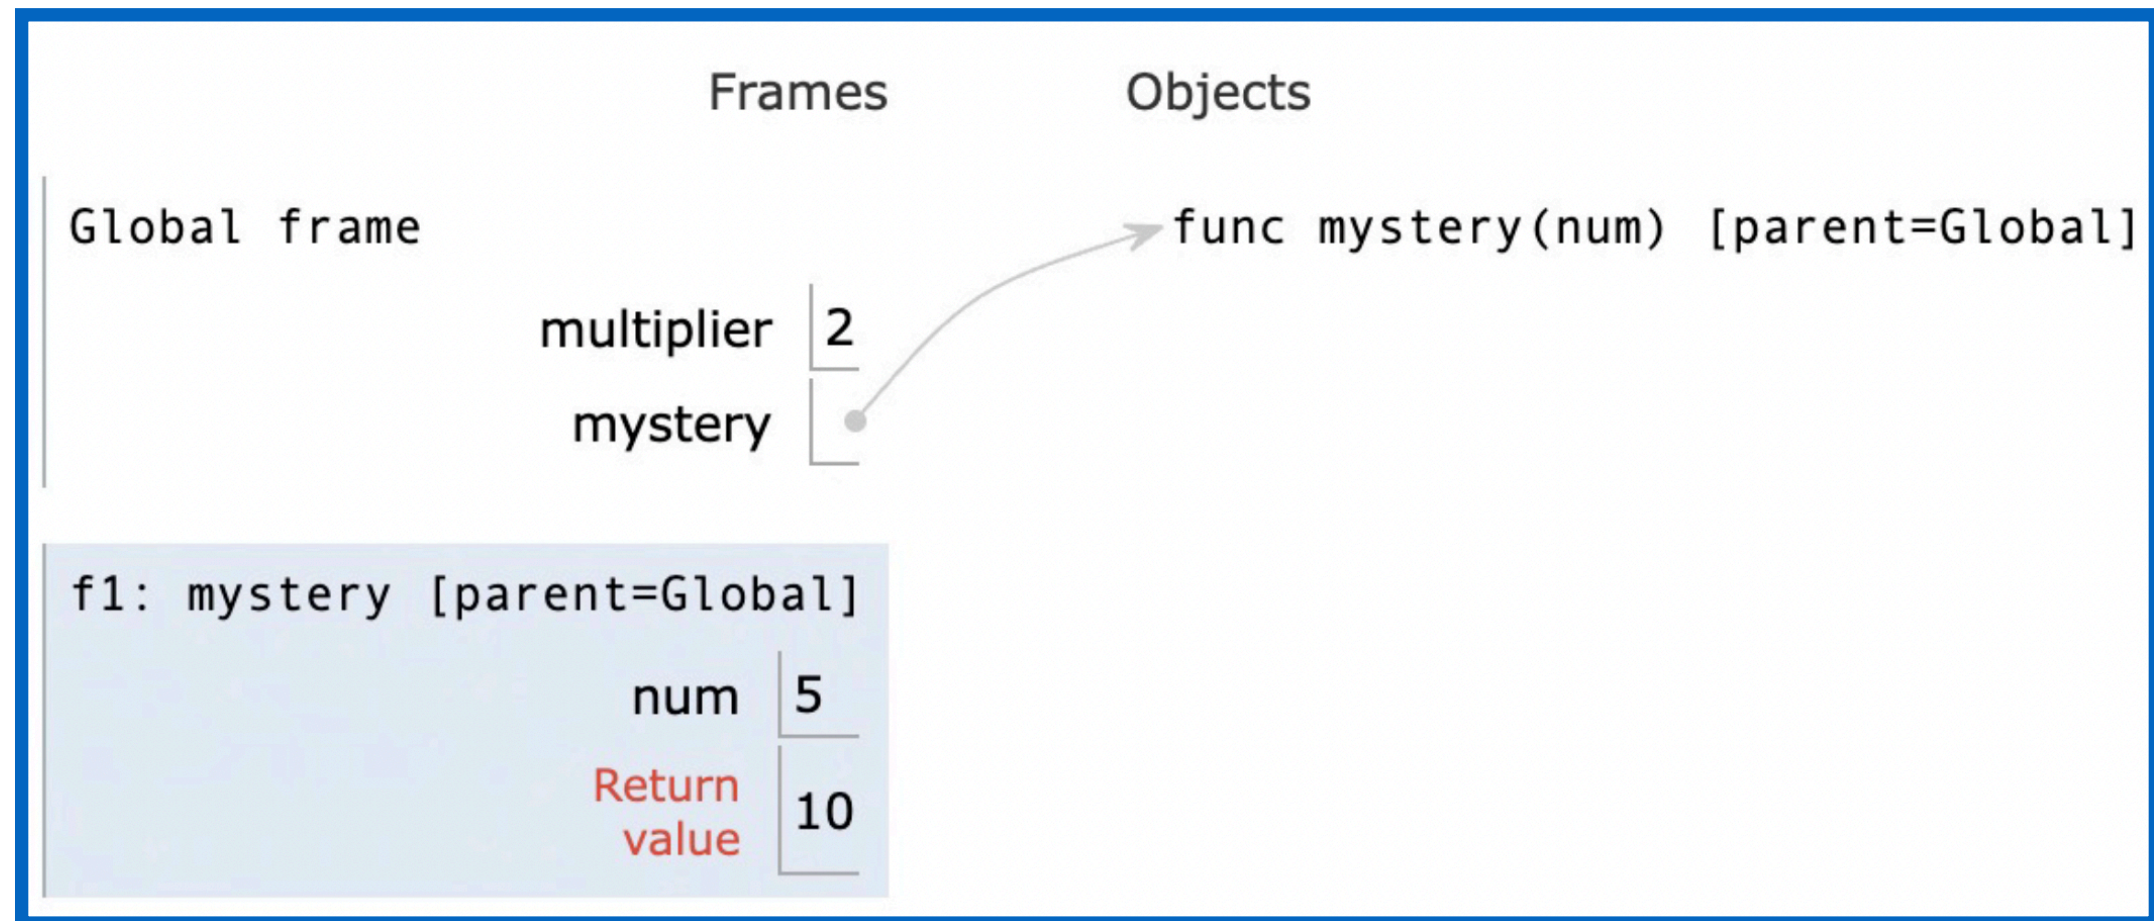 Frames Objects
Global frame
func mystery(num) [parent=Global]
multiplier 2
mystery
f1: mystery [parent=Global]
num 5
Return
value 10